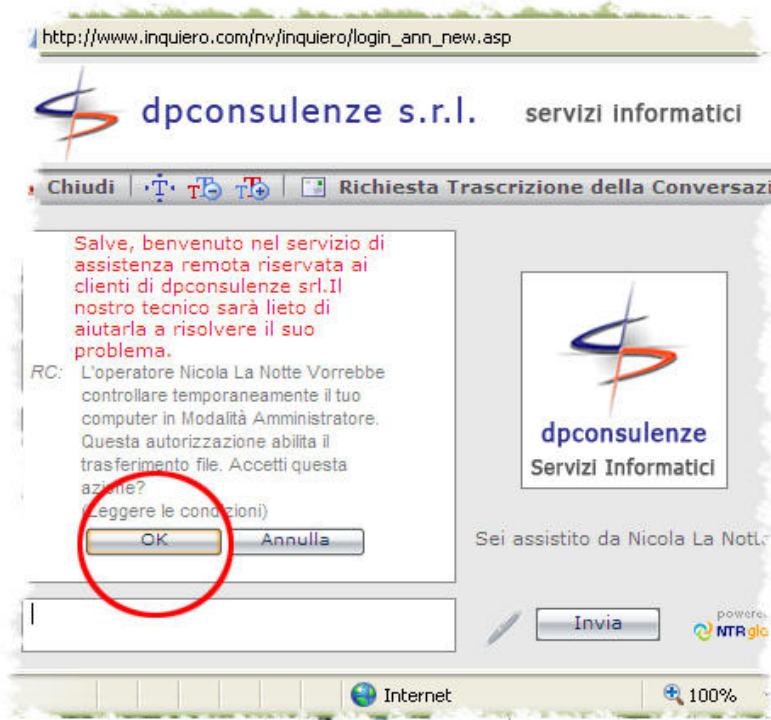 http://www.inquiero.com/nv/inquiero/login_ann_new.asp
dpconsulenze s.r.l. servizi informatici
Chiudi Richiesta Trascrizione della Conversazi
Salve, benvenuto nel servizio di
assistenza remota riservata ai
clienti di dpconsulenze srl.Il
nostro tecnico sarà lieto di
aiutarla a risolvere il suo
problema.
RC: L'operatore Nicola La Notte Vorrebbe
controllare temporaneamente il tuo
computer in Modalità Amministratore.
Questa autorizzazione abilita il
trasferimento file. Accetti questa
azione?
(Leggere le condizioni)
OK Annulla
dpconsulenze
Servizi Informatici
Sei assistito da Nicola La Nott
Invia
powere
NTRglo
Internet 100%